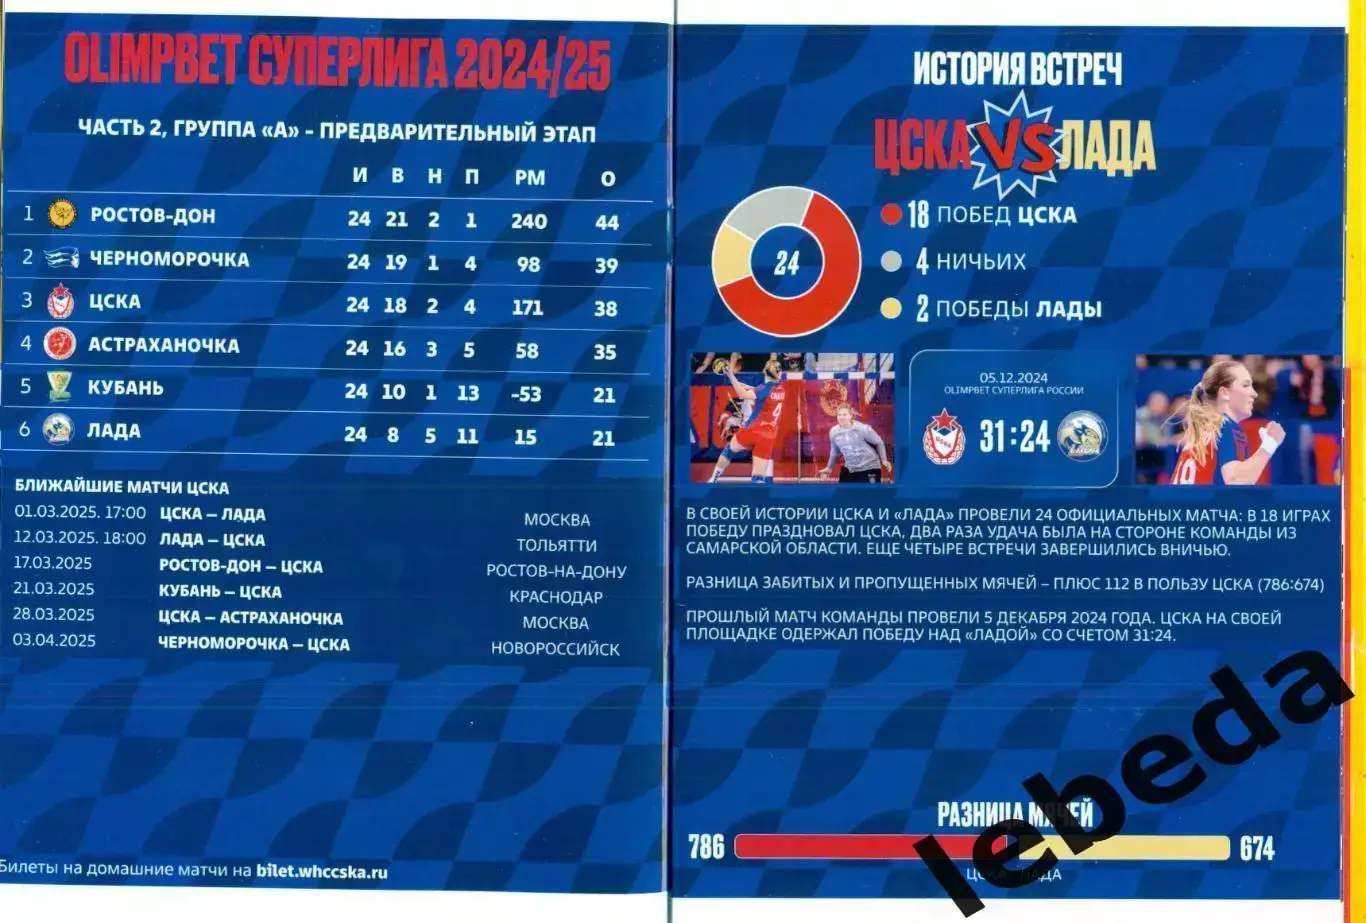 OLIMPBET СУПЕРЛИГА 2024/25
ЧАСТЬ 2, ГРУППА «А» - ПРЕДВАРИТЕЛЬНЫЙ ЭТАП
И В Н П РМ О
1 РОСТОВ-ДОН 24 21 2 1 240 44
2 ЧЕРНОМОРОЧКА 24 19 1 4 98 39
3 ЦСКА 24 18 2 4 171 38
4 АСТРАХАНОЧКА 24 16 3 5 58 35
5 КУБАНЬ 24 10 1 13 -53 21
6 ЛАДА 24 8 5 11 15 21
БЛИЖАЙШИЕ МАТЧИ ЦСКА
01.03.2025. 17:00 ЦСКА – ЛАДА МОСКВА
12.03.2025. 18:00 ЛАДА – ЦСКА ТОЛЬЯТТИ
17.03.2025 РОСТОВ-ДОН – ЦСКА РОСТОВ-НА-ДОНУ
21.03.2025 КУБАНЬ – ЦСКА КРАСНОДАР
28.03.2025 ЦСКА – АСТРАХАНОЧКА МОСКВА
03.04.2025 ЧЕРНОМОРОЧКА – ЦСКА НОВОРОССИЙСК
Билеты на домашние матчи на bilet.whccska.ru
ИСТОРИЯ ВСТРЕЧ
ЦСКА VS ЛАДА
24
18 ПОБЕД ЦСКА
4 НИЧЬИХ
2 ПОБЕДЫ ЛАДЫ
05.12.2024
OLIMPBET СУПЕРЛИГА РОССИИ
31:24
В СВОЕЙ ИСТОРИИ ЦСКА И «ЛАДА» ПРОВЕЛИ 24 ОФИЦИАЛЬНЫХ МАТЧА: В 18 ИГРАХ
ПОБЕДУ ПРАЗДНОВАЛ ЦСКА, ДВА РАЗА УДАЧА БЫЛА НА СТОРОНЕ КОМАНДЫ ИЗ
САМАРСКОЙ ОБЛАСТИ. ЕЩЕ ЧЕТЫРЕ ВСТРЕЧИ ЗАВЕРШИЛИСЬ ВНИЧЬЮ.
РАЗНИЦА ЗАБИТЫХ И ПРОПУЩЕННЫХ МЯЧЕЙ – ПЛЮС 112 В ПОЛЬЗУ ЦСКА (786:674)
ПРОШЛЫЙ МАТЧ КОМАНДЫ ПРОВЕЛИ 5 ДЕКАБРЯ 2024 ГОДА. ЦСКА НА СВОЕЙ
ПЛОЩАДКЕ ОДЕРЖАЛ ПОБЕДУ НАД «ЛАДОЙ» СО СЧЕТОМ 31:24.
РАЗНИЦА МЯЧЕЙ
786 674
ЦСКА ЛАДА
lebeda